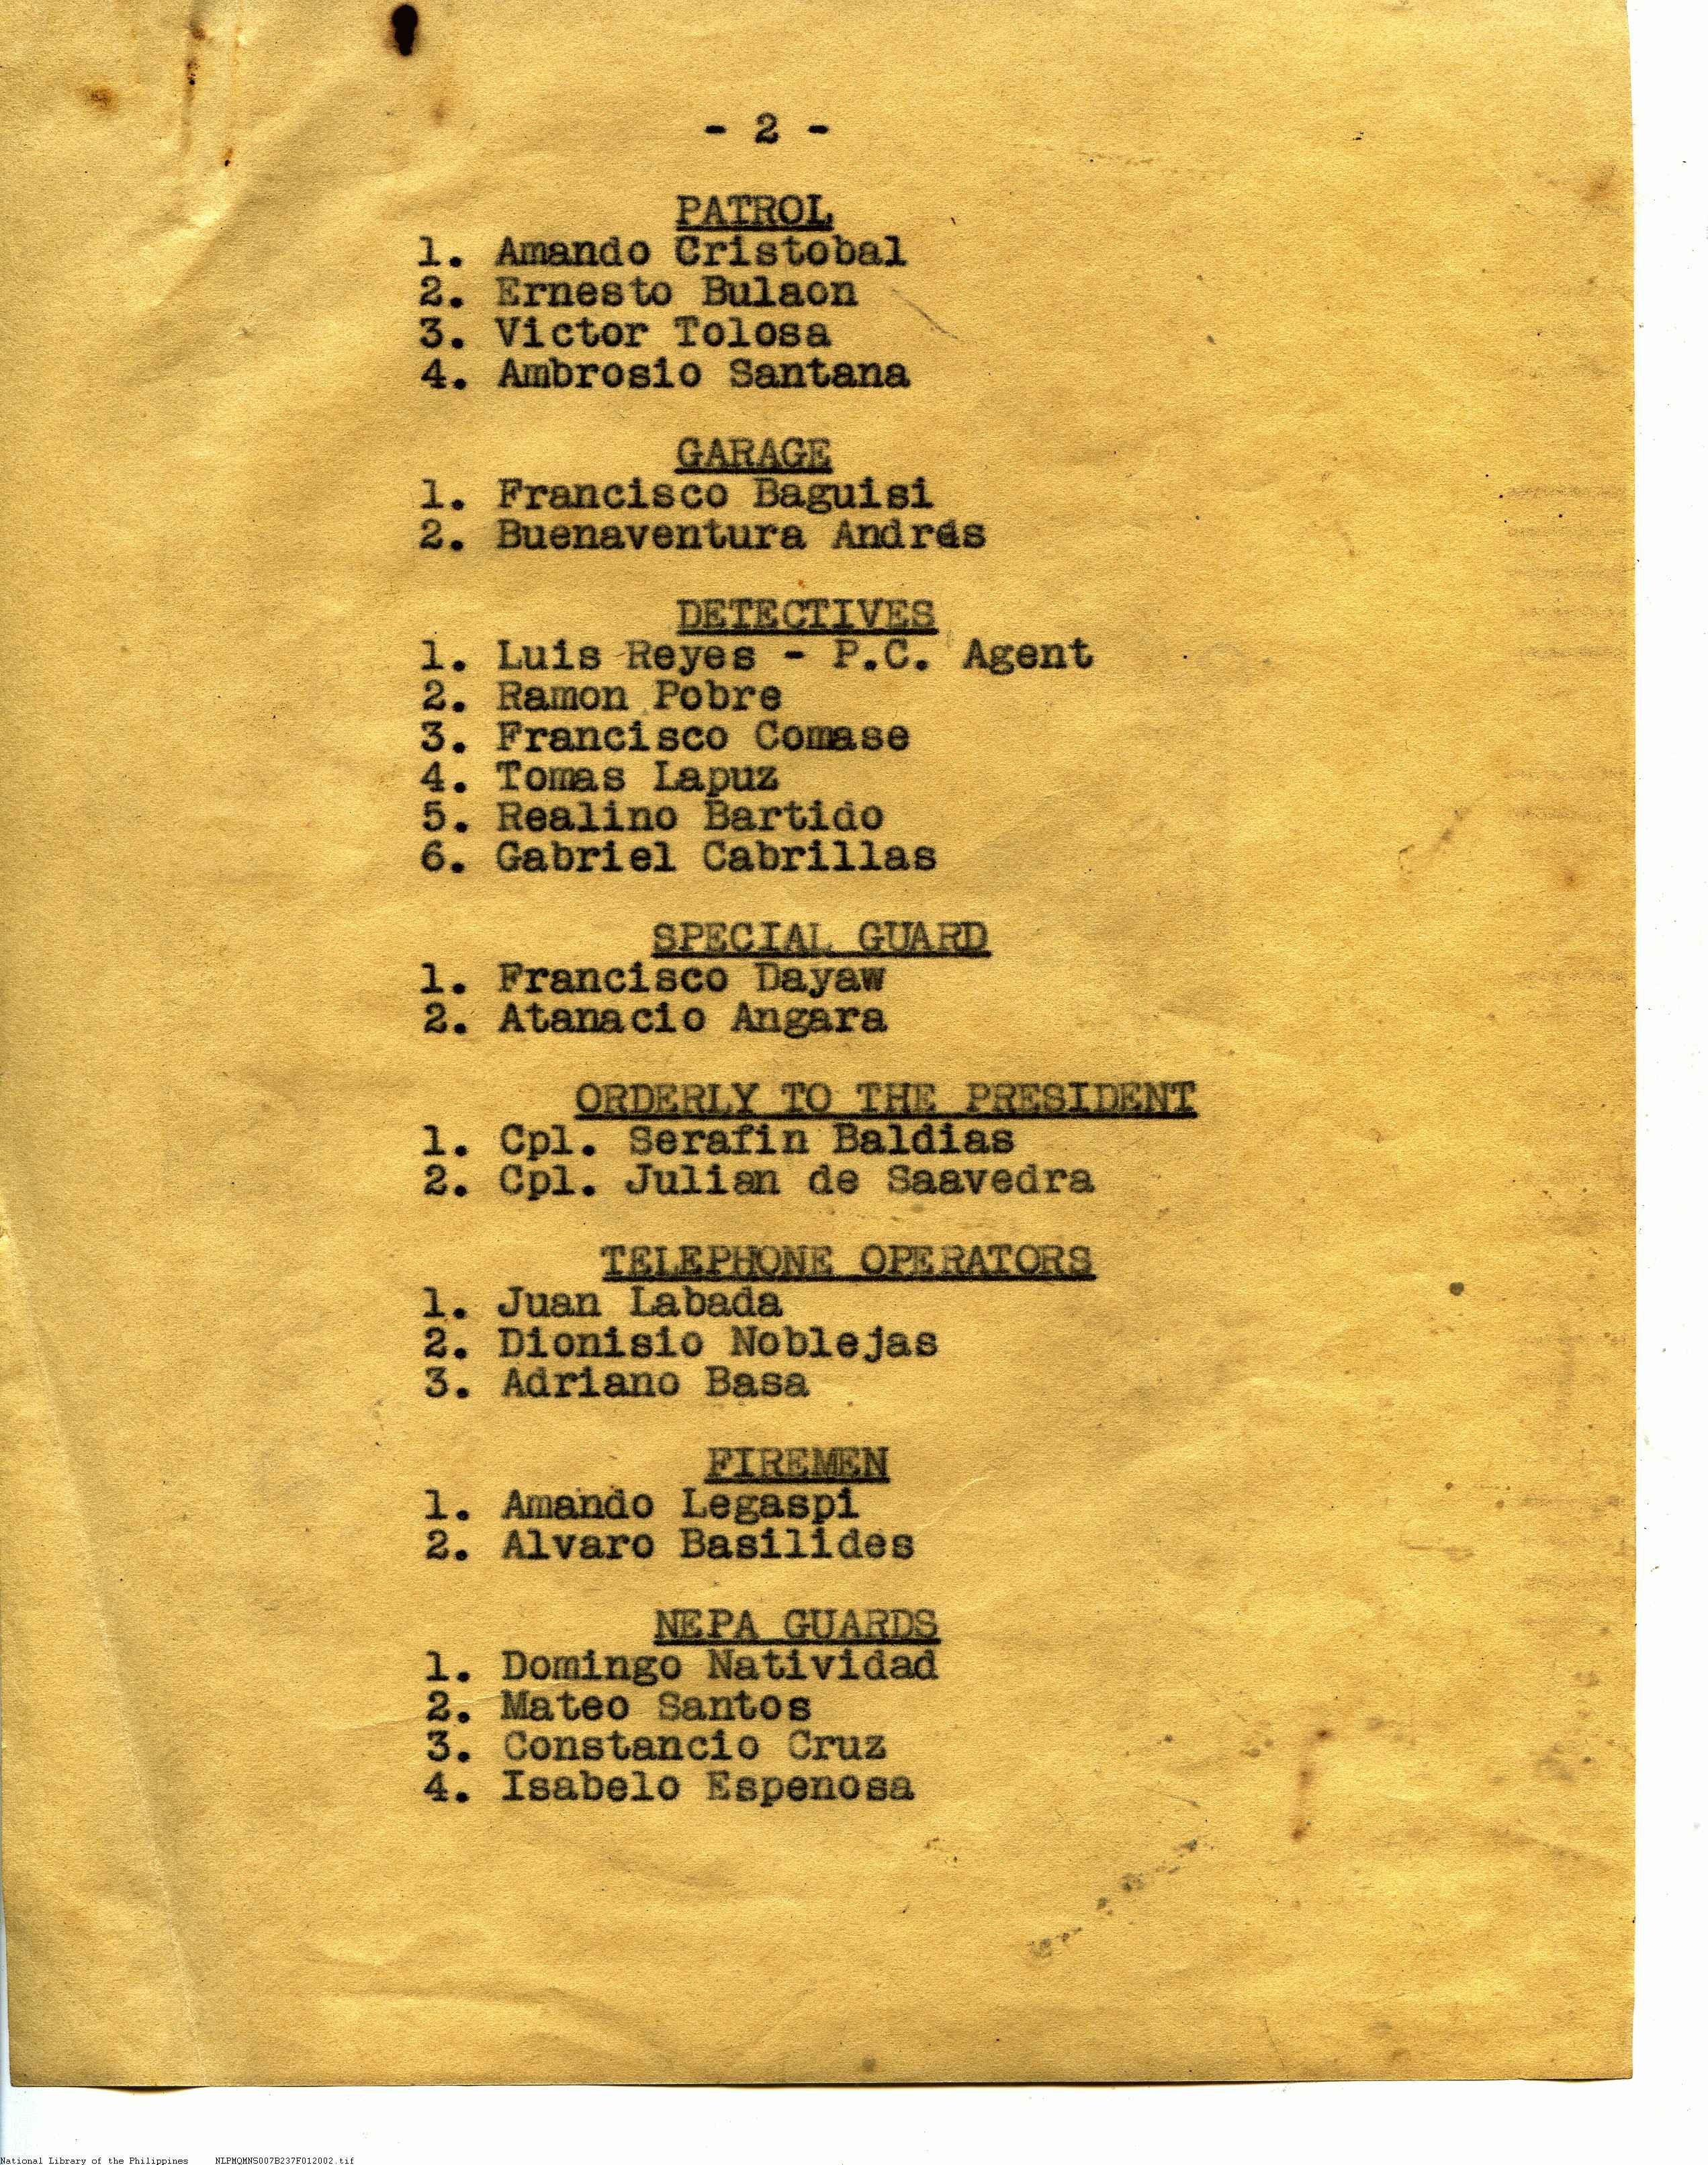 - 2 -
PATROL
1. Amando Cristobal
2. Ernesto Bulaon
3. Victor Tolosa
4. Ambrosio Santana
GARAGE
1. Francisco Baguisi
2. Buenaventura Andres
DETECTIVES
1. Luis Reyes - P.C. Agent
2. Ramon Pobre
3. Francisco Comase
4. Tomas Lapuz
5. Realino Bartido
6. Gabriel Cabrillas
SPECIAL GUARD
1. Francisco Dayaw
2. Atanacio Angara
ORDERLY TO THE PRESIDENT
1. Cpl. Serafin Baldias
2. Cpl. Julian de Saavedra
TELEPHONE OPERATORS
1. Juan Labada
2. Dionisio Noblejas
3. Adriano Basa
FIREMEN
1. Amando Legaspi
2. Alvaro Basilides
NEPA GUARDS
1. Domingo Natividad
2. Mateo Santos
3. Constancio Cruz
4. Isabelo Espenosa
National Library of the Philippines NLPMQMNS007B237F012002.tif